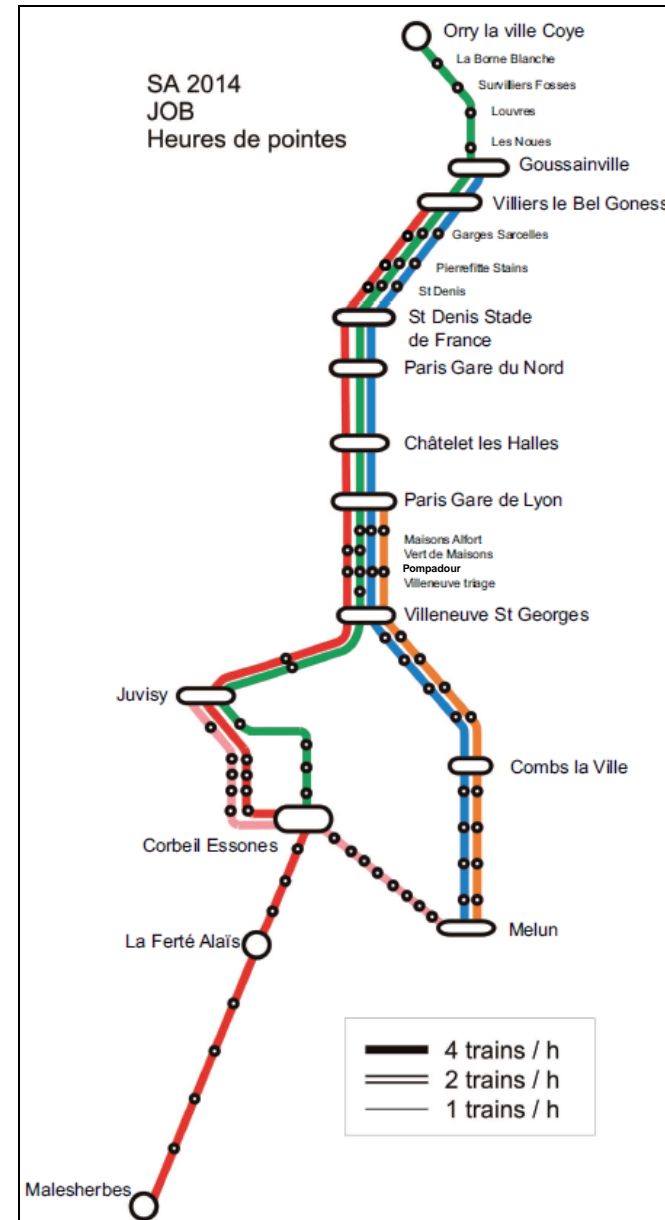 Orry la ville Coye
La Borne Blanche
SA 2014
JOB
Heures de pointes
Survilliers Fosses
Louvres
Les Noues
Goussainville
Villiers le Bel Goness
Garges Sarcelles
Pierrefitte Stains
St Denis
St Denis Stade
de France
Paris Gare du Nord
Châtelet les Halles
Paris Gare de Lyon
Maisons Alfort
Vert de Maisons
Pompadour
Villeneuve triage
Villeneuve St Georges
Juvisy
Combs la Ville
Corbeil Essones
Melun
La Ferté Alaïs
4 trains / h
2 trains / h
1 trains / h
Malesherbes